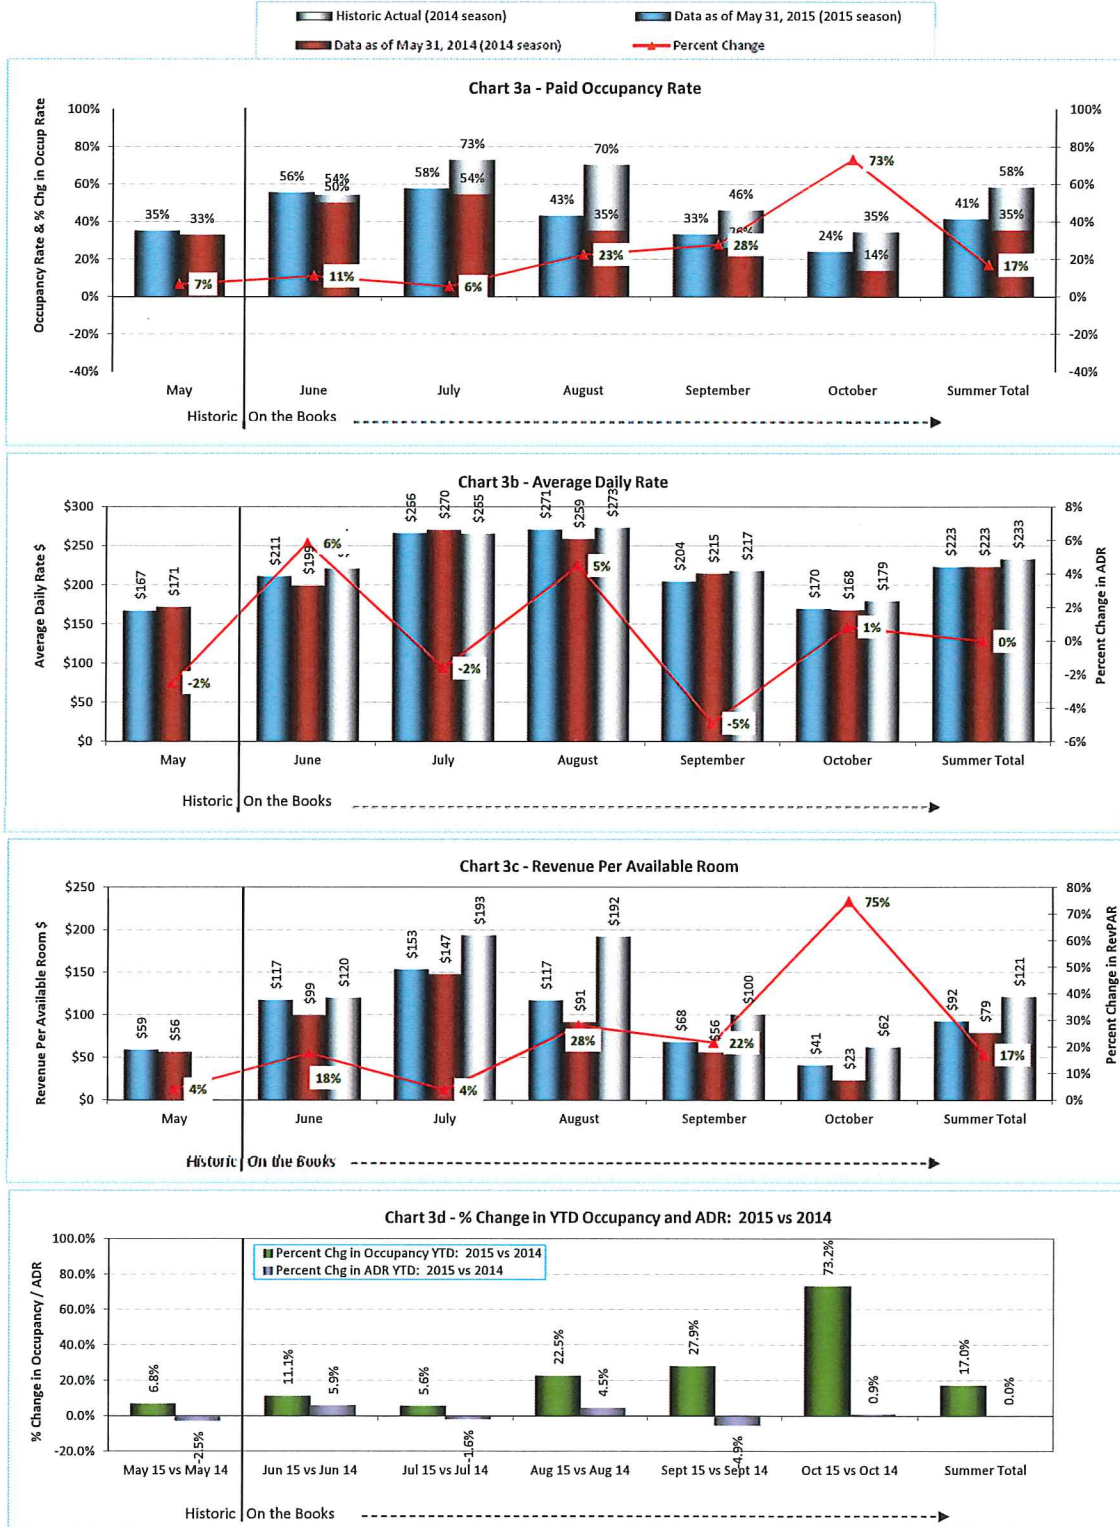 Historic Actual (2014 season) Data as of May 31, 2015 (2015 season)
Data as of May 31, 2014 (2014 season) Percent Change
Chart 3a - Paid Occupancy Rate
Occupancy Rate & % Chg in Occup Rate
100% 80% 60% 40% 20% 0% -20% -40%
35% 33% 7%
56% 54% 50% 11%
58% 73% 54% 6%
43% 70% 35% 23%
33% 46% 26% 28%
24% 35% 14% 73%
41% 58% 35% 17%
100% 80% 60% 40% 20% 0% -20% -40%
May June July August September October Summer Total
Historic On the Books
Chart 3b - Average Daily Rate
Average Daily Rate $
$300 $250 $200 $150 $100 $50 $0
$167 $171 -2%
$211 $199 6%
$266 $270 $265 -2%
$271 $259 $273 5%
$204 $215 $217 -5%
$170 $168 $179 1%
$223 $223 $233 0%
8% 6% 4% 2% 0% -2% -4% -6%
Percent Change in ADR
May June July August September October Summer Total
Historic On the Books
Chart 3c - Revenue Per Available Room
Revenue Per Available Room $
$250 $200 $150 $100 $50 $0
$59 $56 4%
$117 $99 $120 18%
$153 $147 $193 4%
$117 $91 $192 28%
$68 $56 $100 22%
$41 $23 $62 75%
$92 $79 $121 17%
80% 70% 60% 50% 40% 30% 20% 10% 0%
Percent Change in RevPAR
May June July August September October Summer Total
Historic On the Books
Chart 3d - % Change in YTD Occupancy and ADR: 2015 vs 2014
% Change in Occupancy / ADR
100.0% 80.0% 60.0% 40.0% 20.0% 0.0% -20.0%
Percent Chg in Occupancy YTD: 2015 vs 2014
Percent Chg in ADR YTD: 2015 vs 2014
6.8% -2.5%
11.1% 5.9%
5.6% -1.6%
22.5% 4.5%
27.9% -4.9%
73.2% 0.9%
17.0% 0.0%
May 15 vs May 14 Jun 15 vs Jun 14 Jul 15 vs Jul 14 Aug 15 vs Aug 14 Sept 15 vs Sept 14 Oct 15 vs Oct 14 Summer Total
Historic On the Books